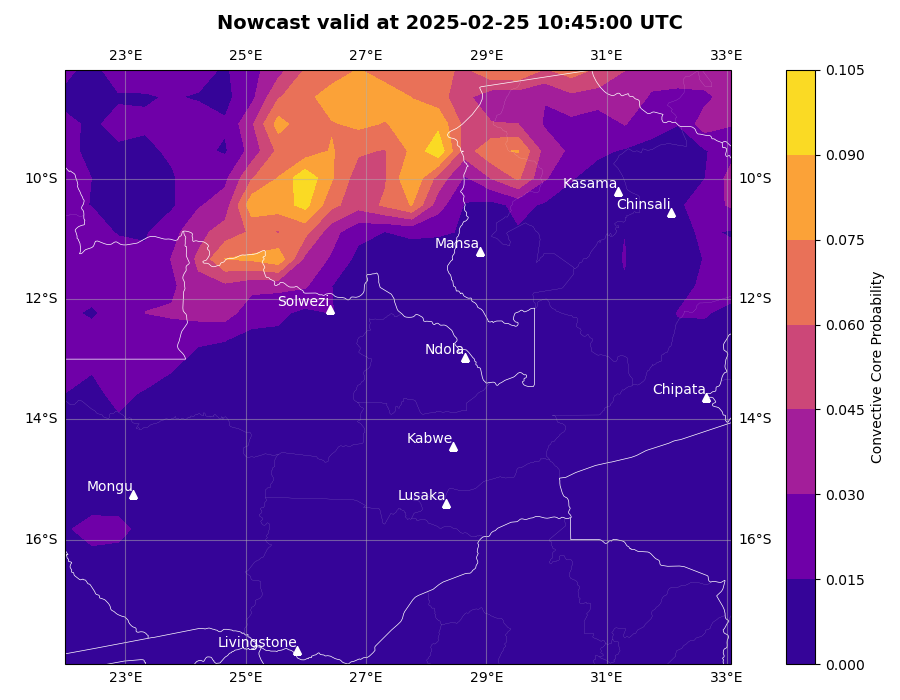 Nowcast valid at 2025-02-25 10:45:00 UTC
23°E 25°E 27°E 29°E 31°E 33°E
0.105
0.090
10°S 10°S
Kasama
Chinsali
Mansa
0.075
12°S 12°S
Solwezi
0.060
Ndola
Chipata
0.045
14°S 14°S
Kabwe
Mongu
Lusaka
0.030
16°S 16°S
0.015
Livingstone
0.000
23°E 25°E 27°E 29°E 31°E 33°E
Convective Core Probability